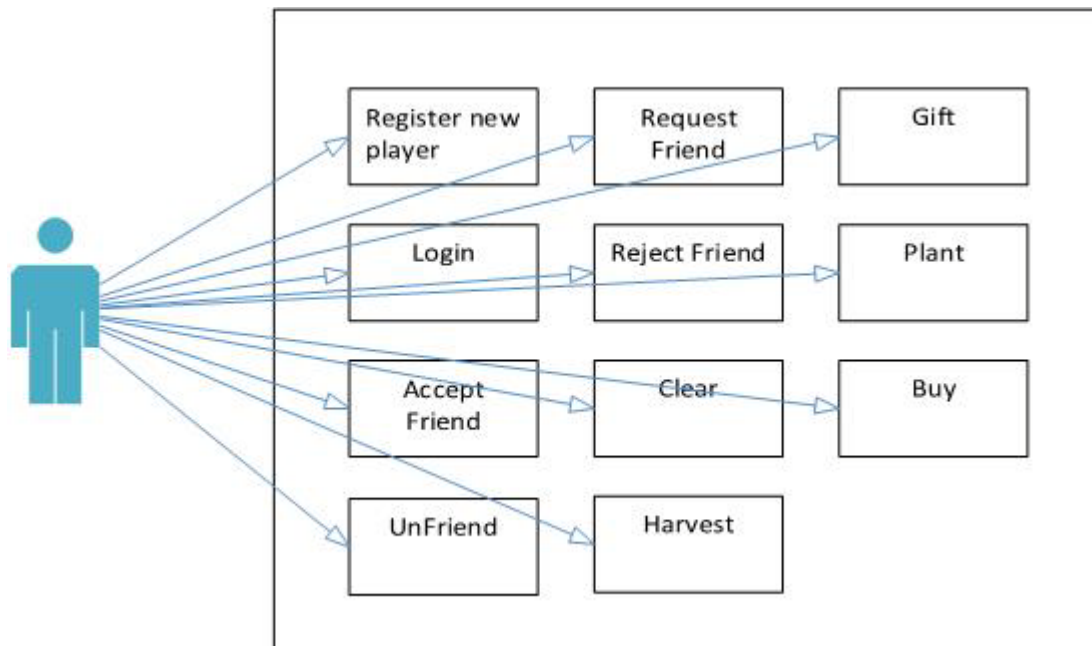 Register new
player
Request
Friend
Gift
Login
Reject Friend
Plant
Accept
Friend
Clear
Buy
UnFriend
Harvest